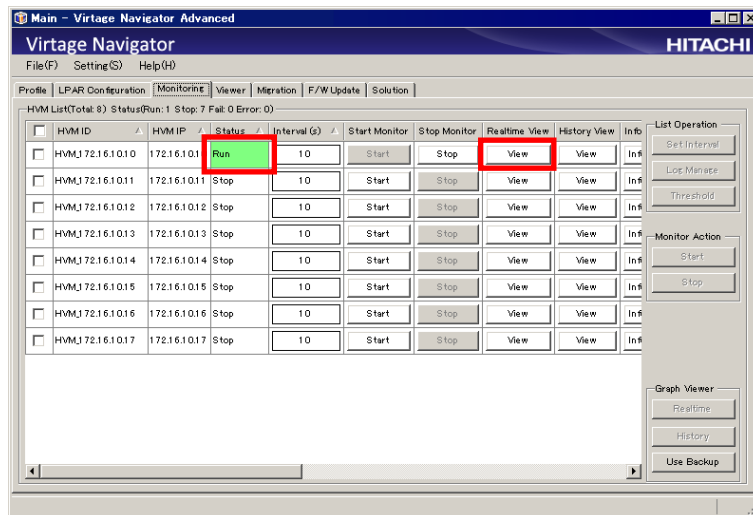 Main - Virtage Navigator Advanced
Virtage Navigator HITACHI
File(F) Setting(S) Help(H)
Profile LPAR Configuration Monitoring Viewer Migration F/W Update Solution
HVM List(Total: 8) Status(Run: 1 Stop: 7 Fail: 0 Error: 0)
HVM ID HVM IP Status Interval (s) Start Monitor Stop Monitor Realtime View History View Info
HVM_172.16.10.10 172.16.10.1 Run 10 Start Stop View View Inf
HVM_172.16.10.11 172.16.10.11 Stop 10 Start Stop View View Inf
HVM_172.16.10.12 172.16.10.12 Stop 10 Start Stop View View Inf
HVM_172.16.10.13 172.16.10.13 Stop 10 Start Stop View View Inf
HVM_172.16.10.14 172.16.10.14 Stop 10 Start Stop View View Inf
HVM_172.16.10.15 172.16.10.15 Stop 10 Start Stop View View Inf
HVM_172.16.10.16 172.16.10.16 Stop 10 Start Stop View View Inf
HVM_172.16.10.17 172.16.10.17 Stop 10 Start Stop View View Inf
List Operation
Set Interval
Log Manage
Threshold
Monitor Action
Start
Stop
Graph Viewer
Realtime
History
Use Backup